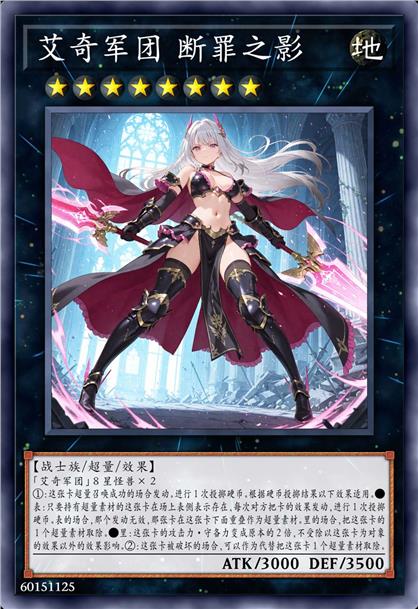 艾奇军团 断罪之影
地
【战士族/超量/效果】
「艾奇军团」8星怪兽×2
①:这张卡超量召唤成功的场合发动,进行1次投掷硬币。根据硬币投掷结果以下效果适用。●
表:只要持有超量素材的这张卡在场上表侧表示存在,每次对方把卡的效果发动,进行1次投
掷硬币。表的场合,那个发动无效,那张卡在这张卡下面重叠作为超量素材。里的场合,把这张卡的
1个超量素材取除。●里:这张卡的攻击力·守备力变成原本的2倍,不受除以这张卡为对象
的效果以外的效果影响。②:这张卡被破坏的场合,可以作为代替把这张卡1个超量素材取除。
ATK/3000 DEF/3500
60151125